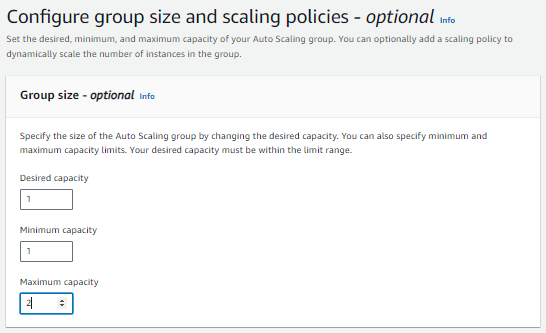 Configure group size and scaling policies - optional Info
Set the desired, minimum, and maximum capacity of your Auto Scaling group. You can optionally add a scaling policy to
dynamically scale the number of instances in the group.
Group size - optional Info
Specify the size of the Auto Scaling group by changing the desired capacity. You can also specify minimum and
maximum capacity limits. Your desired capacity must be within the limit range.
Desired capacity
1
Minimum capacity
1
Maximum capacity
2